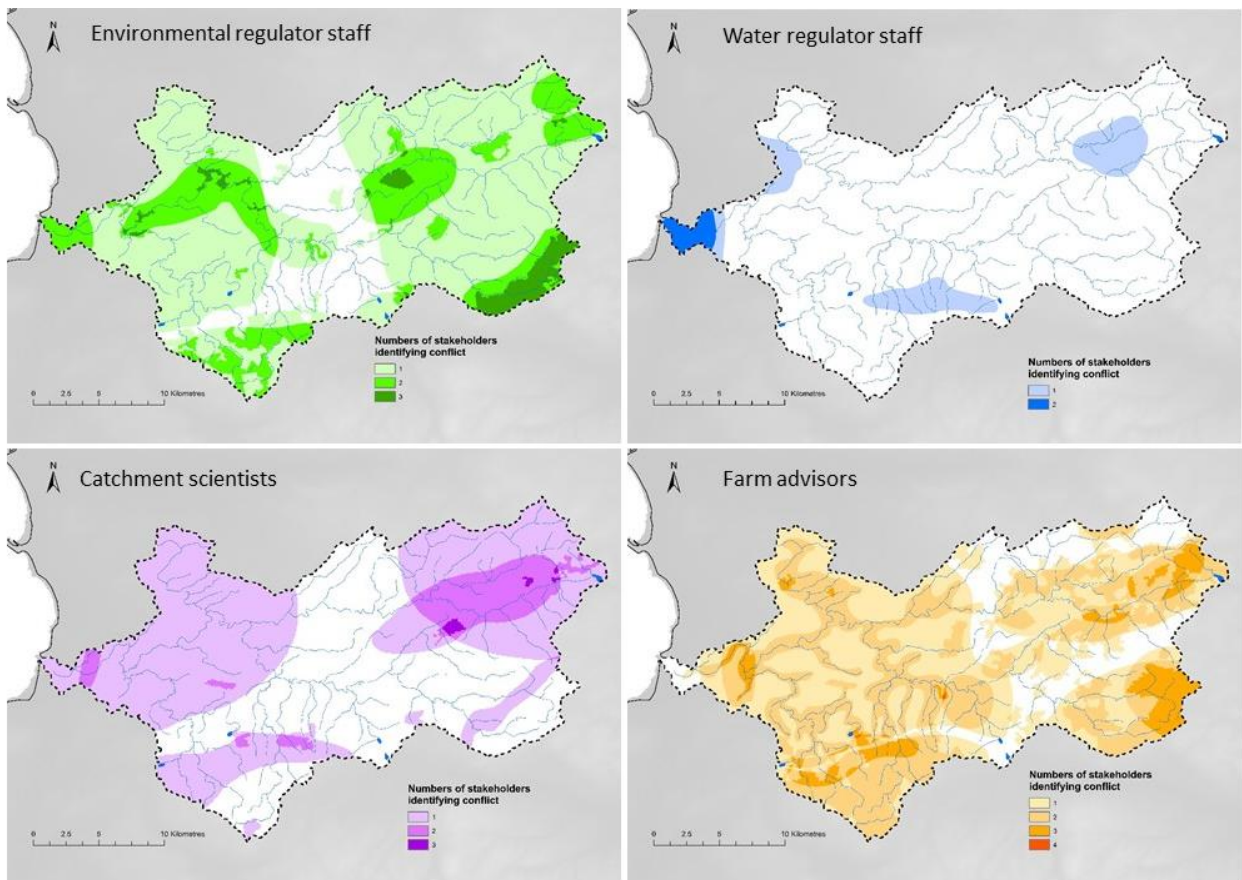 N
Environmental regulator staff
Numbers of stakeholders
identifying conflict
1
2
3
0 2.5 5 10 Kilometres
N
Water regulator staff
Numbers of stakeholders
identifying conflict
1
2
0 2.5 5 10 Kilometres
N
Catchment scientists
Numbers of stakeholders
identifying conflict
1
2
3
0 2.5 5 10 Kilometres
N
Farm advisors
Numbers of stakeholders
identifying conflict
1
2
3
4
0 2.5 5 10 Kilometres